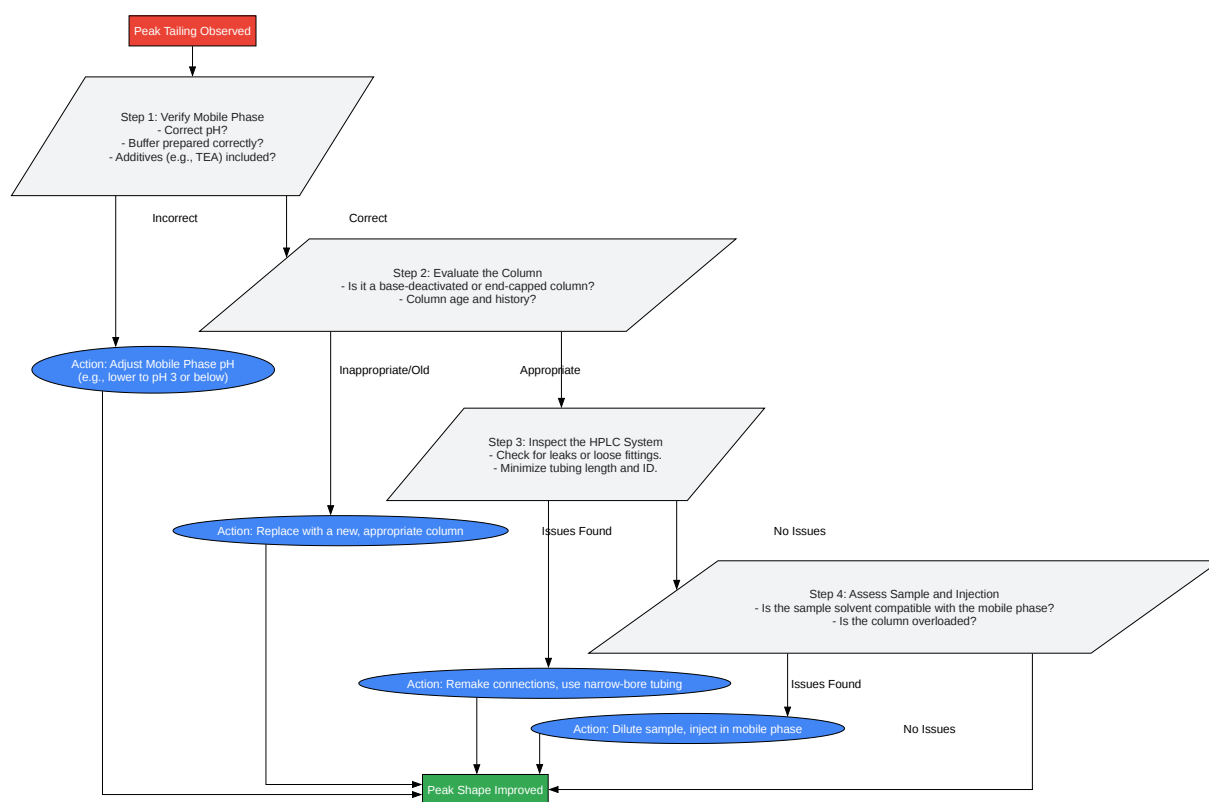 Peak Tailing Observed
Step 1: Verify Mobile Phase
- Correct pH?
- Buffer prepared correctly?
- Additives (e.g., TEA) included?
Incorrect
Correct
Step 2: Evaluate the Column
- Is it a base-deactivated or end-capped column?
- Column age and history?
Action: Adjust Mobile Phase pH
(e.g., lower to pH 3 or below)
Inappropriate/Old
Appropriate
Step 3: Inspect the HPLC System
- Check for leaks or loose fittings.
- Minimize tubing length and ID.
Action: Replace with a new, appropriate column
Issues Found
No Issues
Step 4: Assess Sample and Injection
- Is the sample solvent compatible with the mobile phase?
- Is the column overloaded?
Action: Remake connections, use narrow-bore tubing
Issues Found
Action: Dilute sample, inject in mobile phase
No Issues
Peak Shape Improved